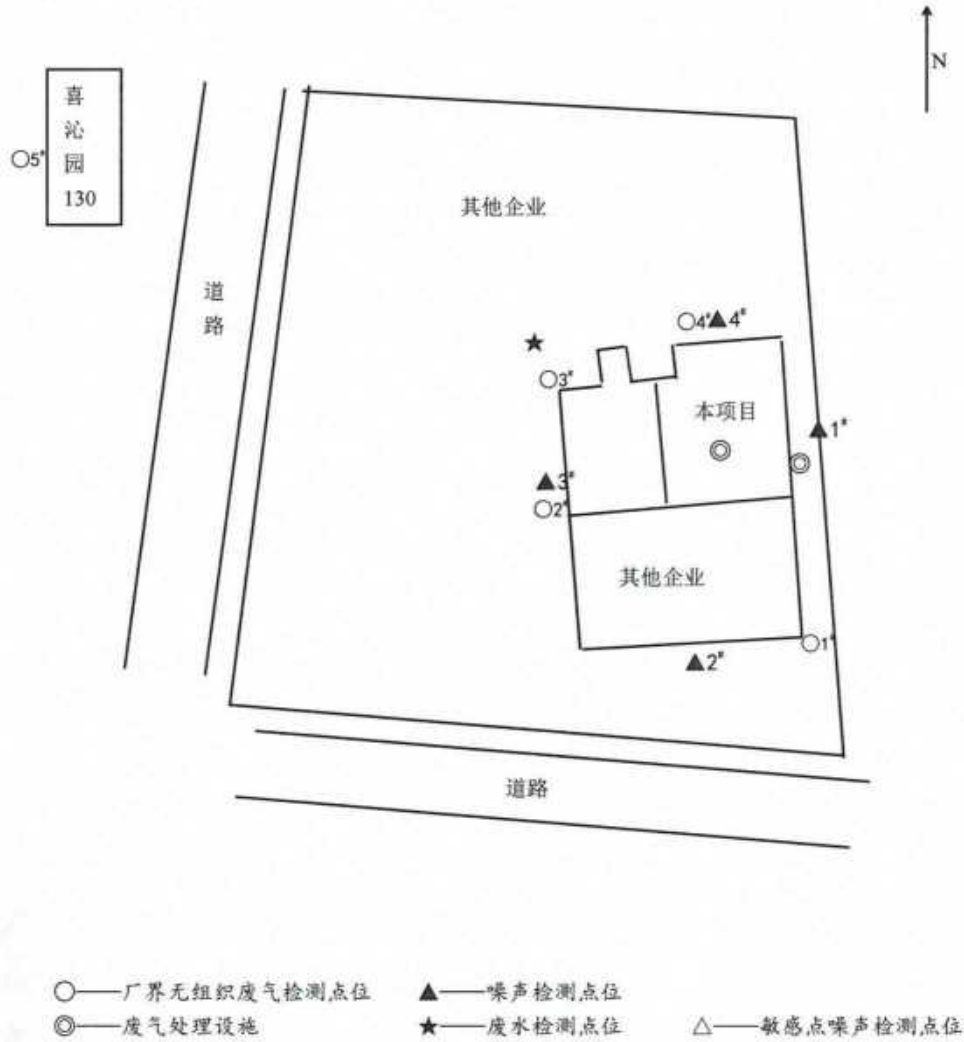 N
喜
沁
园
130
○5#
其他企业
道
路
○4#▲4#
★
○3#
本项目
▲1#
▲3#
○2#
其他企业
○1#
▲2#
道路
○——厂界无组织废气检测点位 ▲——噪声检测点位
◎——废气处理设施 ★——废水检测点位 △——敏感点噪声检测点位